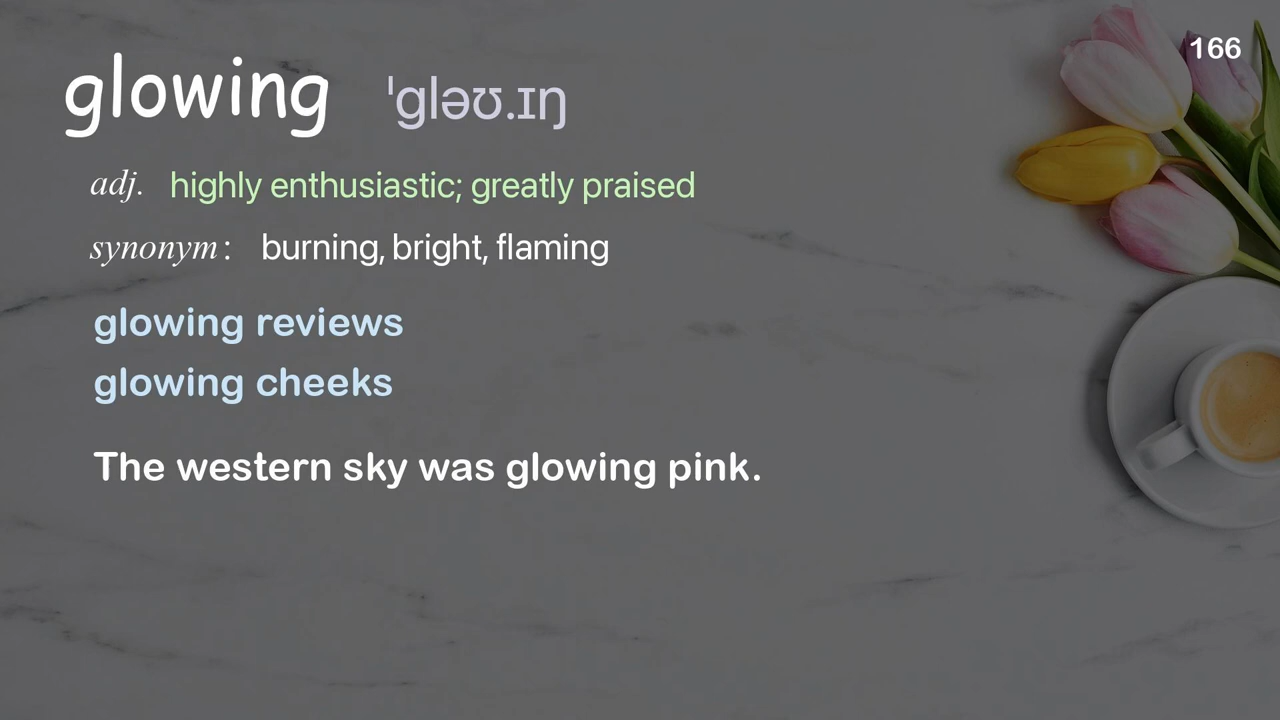 166
glowing ˈɡləʊ.ɪŋ
adj. highly enthusiastic; greatly praised
synonym: burning, bright, flaming
glowing reviews
glowing cheeks
The western sky was glowing pink.